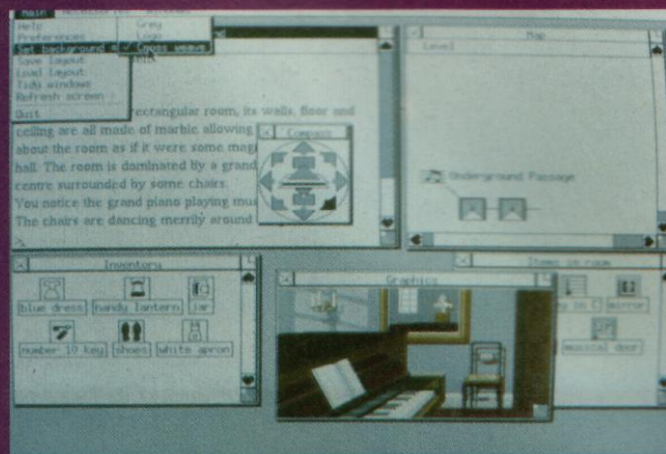 Main
Help
Preferences
Set background
Save layout
Load layout
Tidy windows
Refresh screen
Quit
Grey
Logo
Cross weave
rectangular room, its walls, floor and
ceiling are all made of marble allowing
about the room as if it were some mag
hall. The room is dominated by a grand
centre surrounded by some chairs.
You notice the grand piano playing mus
The chairs are dancing merrily around
>
Compass
Map
Level
Underground Passage
Inventory
blue dress handy lantern jar
number 10 key shoes white apron
Graphics
Items in room
mirror
musical door